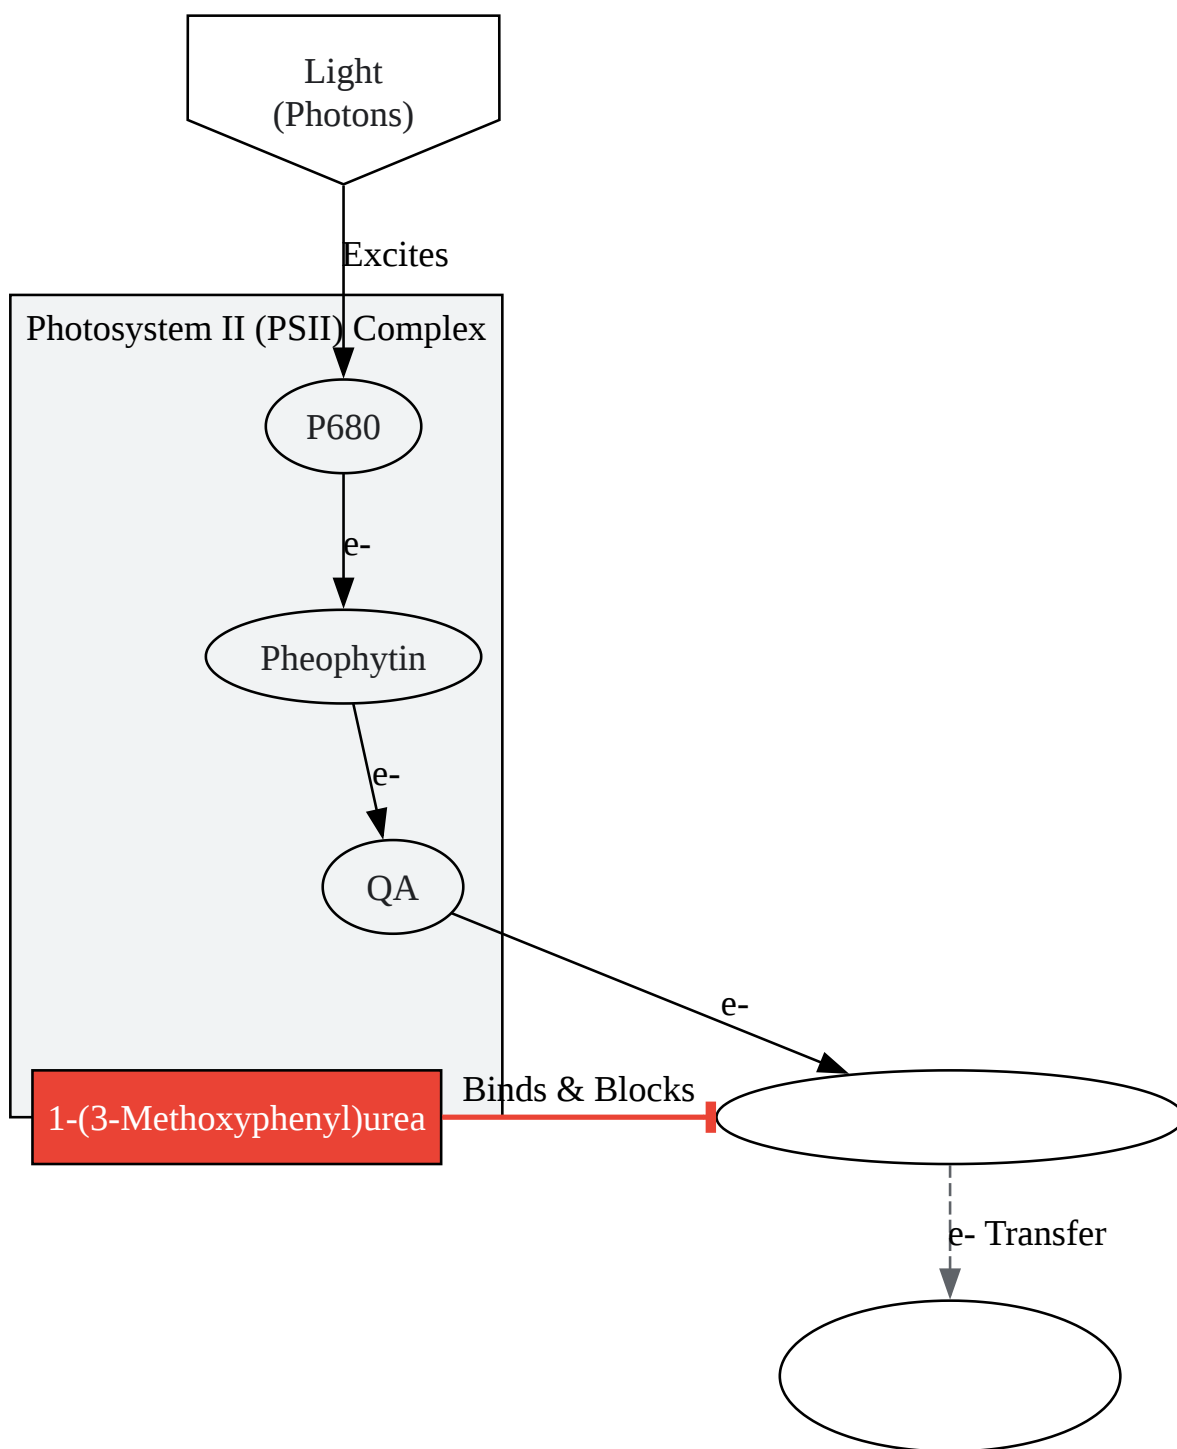 Light
(Photons)
Excites
Photosystem II (PSII) Complex
P680
e-
Pheophytin
e-
QA
e-
Binds & Blocks
1-(3-Methoxyphenyl)urea
e- Transfer